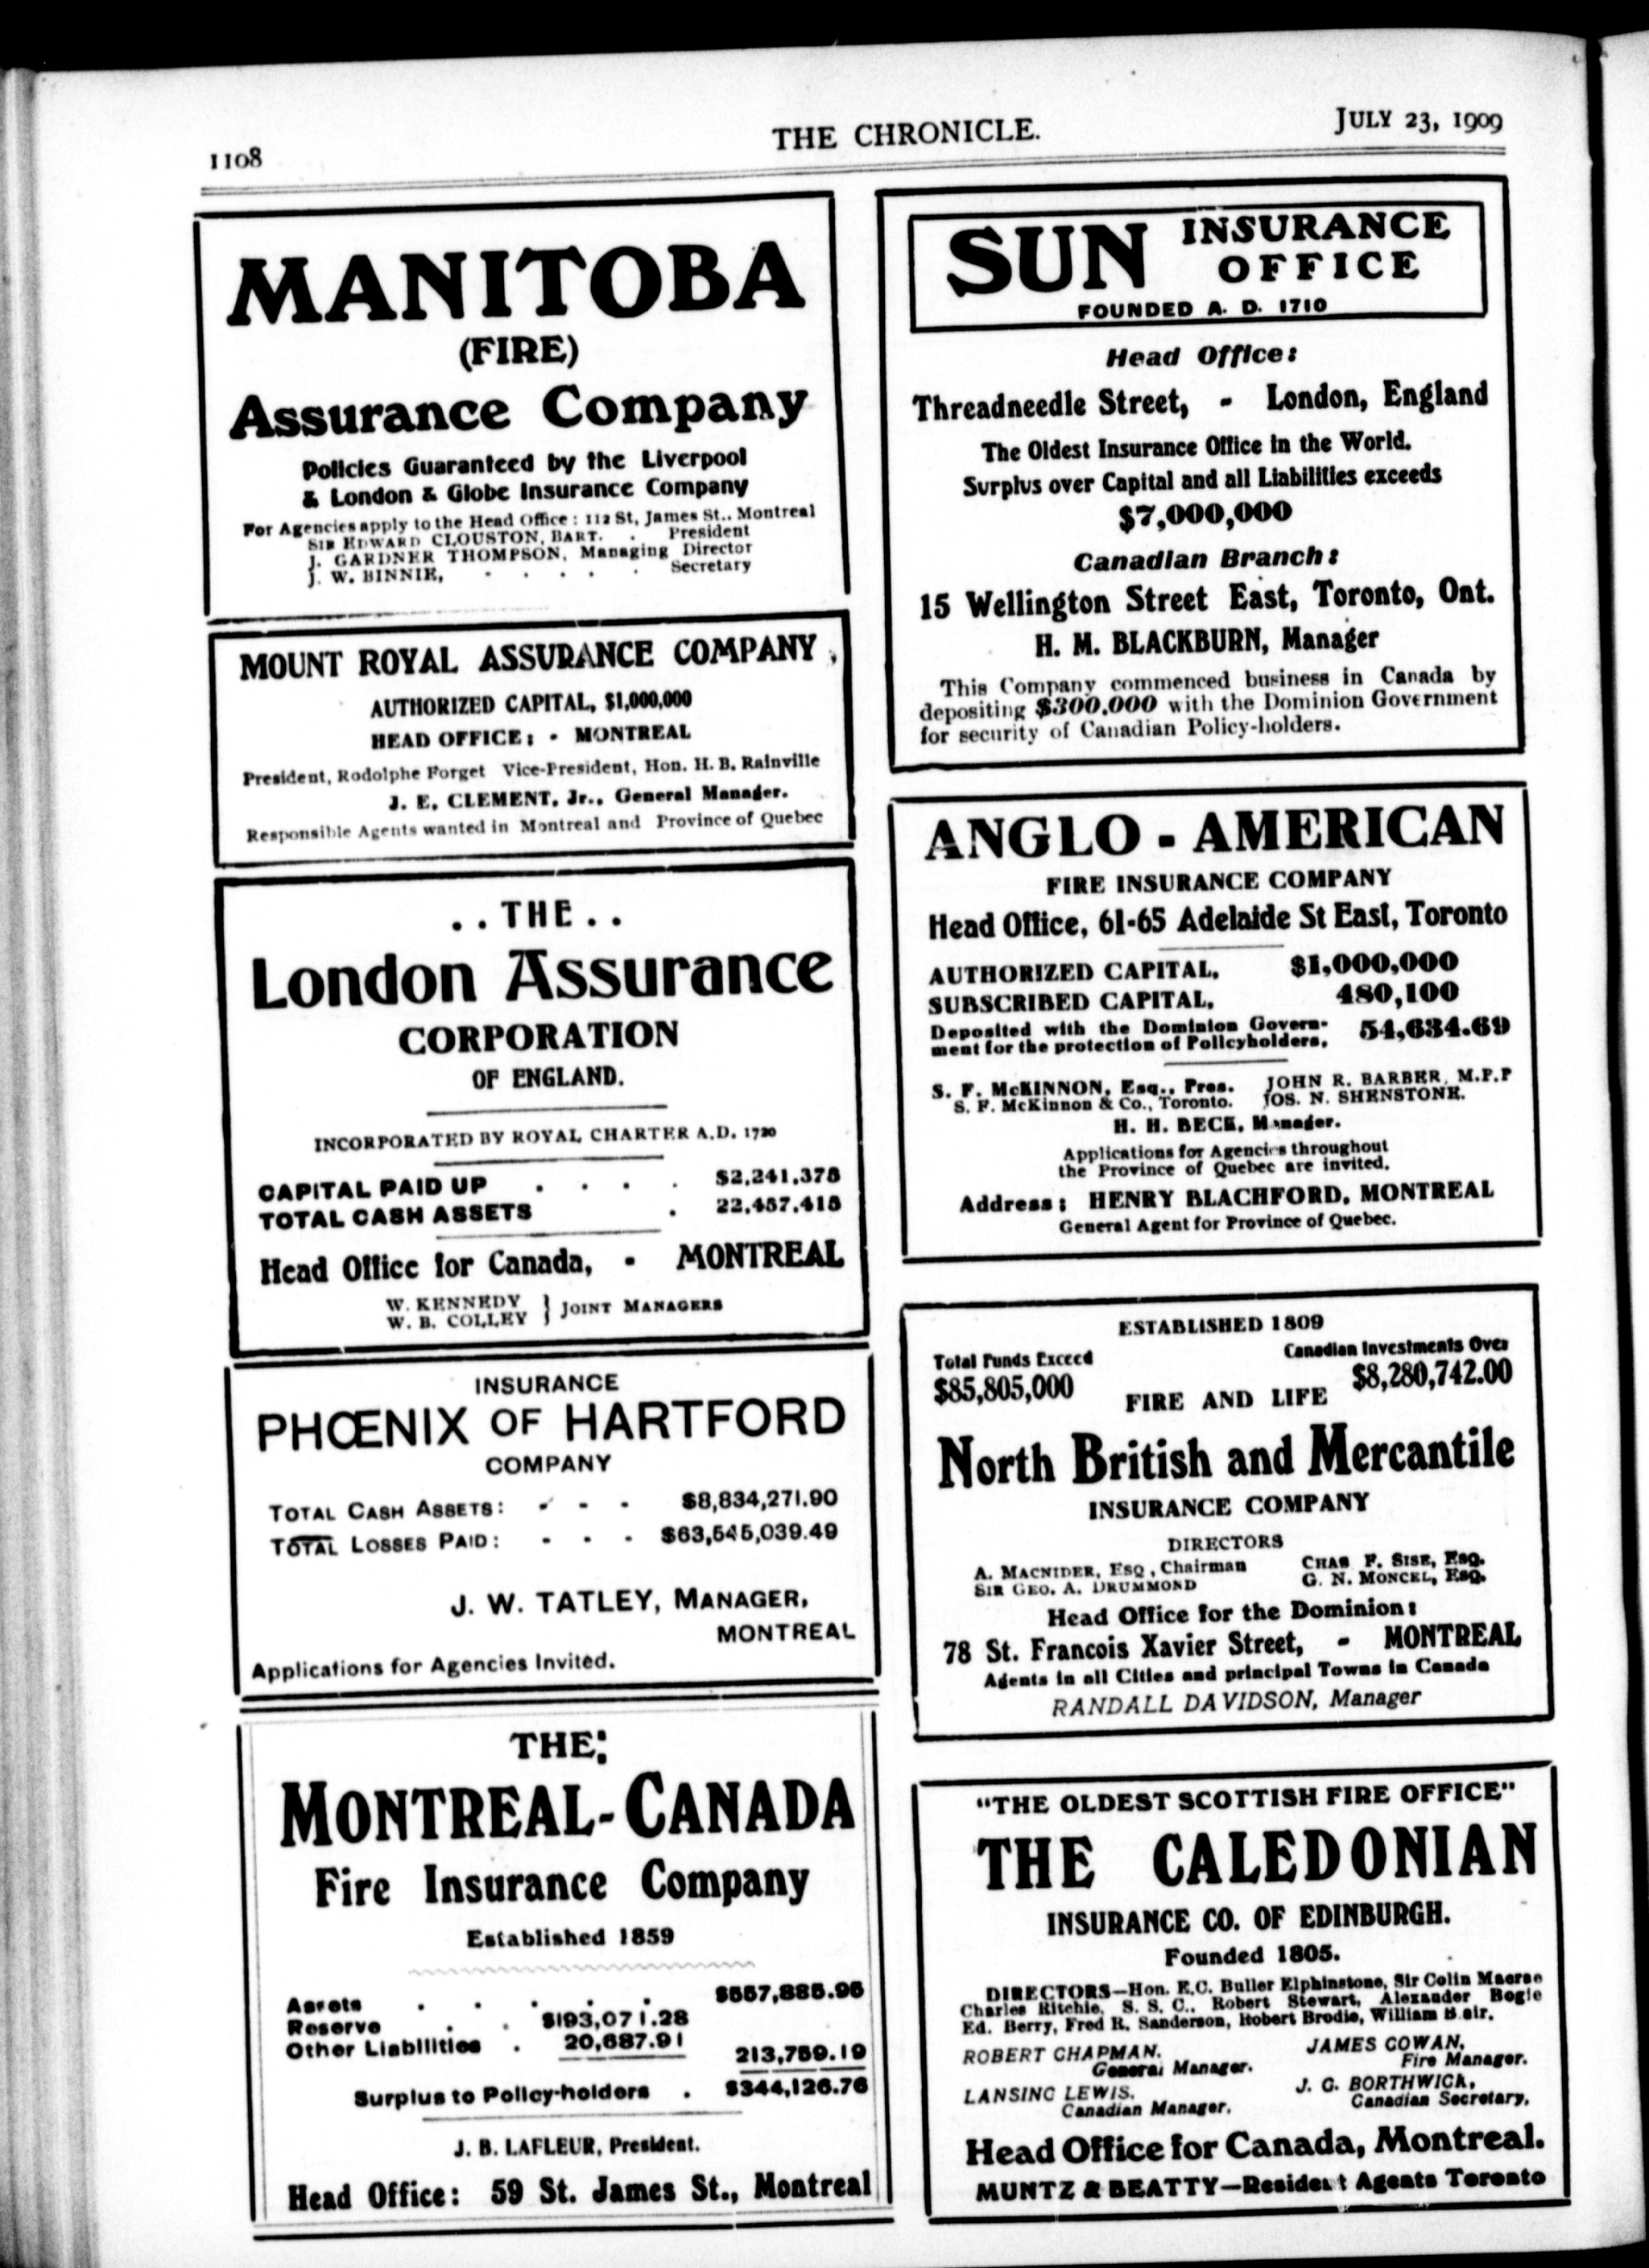 1108
THE CHRONICLE.
JULY 23, 1909
MANITOBA
(FIRE)
Assurance Company
Policies Guaranteed by the Liverpool
& London & Globe Insurance Company
For Agencies apply to the Head Office : 112 St. James St.. Montreal
SIR EDWARD CLOUSTON, BART. . President
J. GARDNER THOMPSON, Managing Director
J. W. BINNIE, . . . . . Secretary
MOUNT ROYAL ASSURANCE COMPANY
AUTHORIZED CAPITAL, $1,000,000
HEAD OFFICE: - MONTREAL
President, Rodolphe Forget Vice-President, Hon. H. B. Rainville
J. E. CLEMENT, Jr., General Manager.
Responsible Agents wanted in Montreal and Province of Quebec
. . THE . .
London Assurance
CORPORATION
OF ENGLAND.
INCORPORATED BY ROYAL CHARTER A.D. 1720
CAPITAL PAID UP . . . . $2,241,375
TOTAL CASH ASSETS . 22,457,415
Head Office for Canada, - MONTREAL
W. KENNEDY
W. B. COLLEY } JOINT MANAGERS
INSURANCE
PHŒNIX OF HARTFORD
COMPANY
TOTAL CASH ASSETS: - - - $8,834,271.90
TOTAL LOSSES PAID: - - - $63,545,039.49
J. W. TATLEY, MANAGER,
MONTREAL
Applications for Agencies Invited.
THE:
MONTREAL-CANADA
Fire Insurance Company
Established 1859
Assets . . . . . $557,885.95
Reserve . . $193,071.28
Other Liabilities . 20,687.91
213,759.19
Surplus to Policy-holders . $344,126.76
J. B. LAFLEUR, President.
Head Office: 59 St. James St., Montreal
SUN INSURANCE
OFFICE
FOUNDED A. D. 1710
Head Office:
Threadneedle Street, - London, England
The Oldest Insurance Office in the World.
Surplus over Capital and all Liabilities exceeds
$7,000,000
Canadian Branch:
15 Wellington Street East, Toronto, Ont.
H. M. BLACKBURN, Manager
This Company commenced business in Canada by
depositing $300,000 with the Dominion Government
for security of Canadian Policy-holders.
ANGLO - AMERICAN
FIRE INSURANCE COMPANY
Head Office, 61-65 Adelaide St East, Toronto
AUTHORIZED CAPITAL, $1,000,000
SUBSCRIBED CAPITAL, 480,100
Deposited with the Dominion Govern-
ment for the protection of Policyholders, 54,634.69
S. F. McKINNON, Esq., Pres. JOHN R. BARBER, M.P.P
S. F. McKinnon & Co., Toronto. JOS. N. SHENSTONE.
H. H. BECK, Manager.
Applications for Agencies throughout
the Province of Quebec are invited.
Address: HENRY BLACHFORD, MONTREAL
General Agent for Province of Quebec.
ESTABLISHED 1809
Total Funds Exceed
Canadian Investments Over
$85,805,000
$8,280,742.00
FIRE AND LIFE
North British and Mercantile
INSURANCE COMPANY
DIRECTORS
A. MACNIDER, ESQ., Chairman CHAS. F. SISE, ESQ.
SIR GEO. A. DRUMMOND G. N. MONCEL, ESQ.
Head Office for the Dominion:
78 St. Francois Xavier Street, - MONTREAL
Agents in all Cities and principal Towns in Canada
RANDALL DAVIDSON, Manager
"THE OLDEST SCOTTISH FIRE OFFICE"
THE CALEDONIAN
INSURANCE CO. OF EDINBURGH.
Founded 1805.
DIRECTORS—Hon. E.C. Buller Elphinstone, Sir Colin Macrae
Charles Ritchie, S. S. C., Robert Stewart, Alexander Bogie
Ed. Berry, Fred R. Sanderson, Robert Brodie, William Blair.
ROBERT CHAPMAN,
General Manager.
JAMES COWAN,
Fire Manager.
LANSING LEWIS,
Canadian Manager,
J. G. BORTHWICK,
Canadian Secretary,
Head Office for Canada, Montreal.
MUNTZ & BEATTY—Resident Agents Toronto